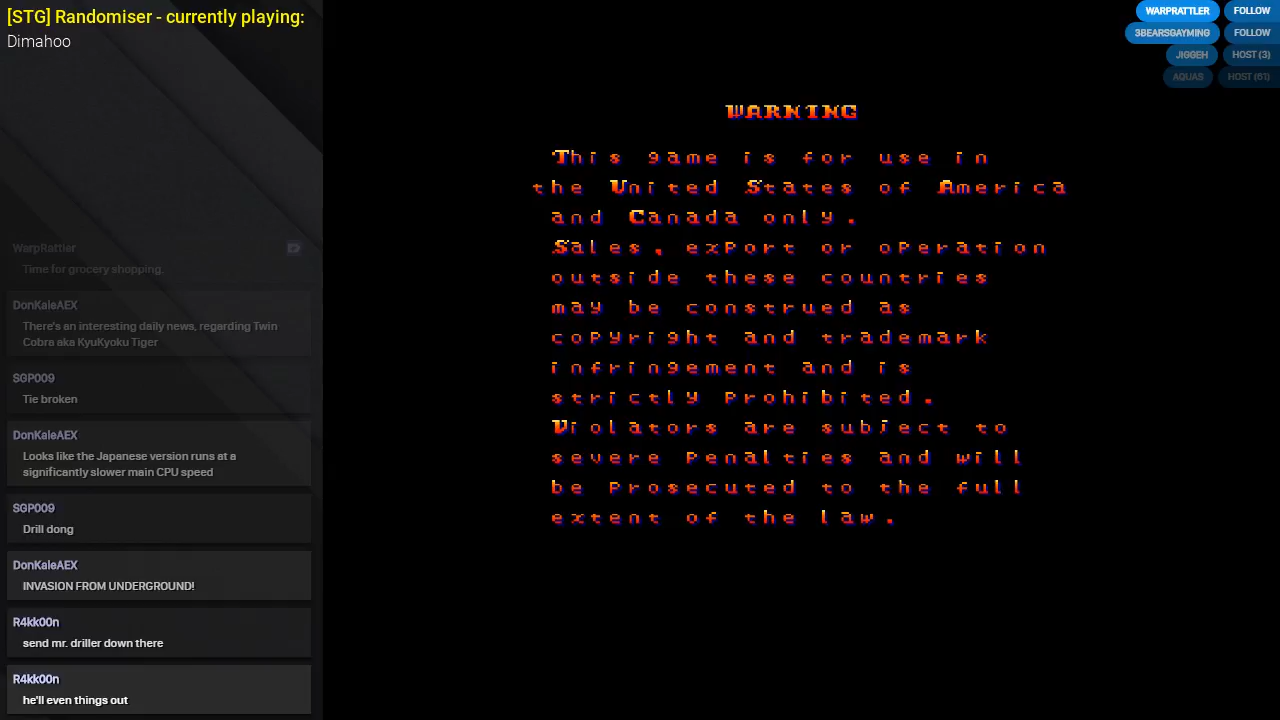 [STG] Randomiser - currently playing:
Dimahoo
WarpRattler
Time for grocery shopping.
DonKaleAEX
There's an interesting daily news, regarding Twin
Cobra aka KyuKyoku Tiger
SGP009
Tie broken
DonKaleAEX
Looks like the Japanese version runs at a
significantly slower main CPU speed
SGP009
Drill dong
DonKaleAEX
INVASION FROM UNDERGROUND!
R4kk00n
send mr. driller down there
R4kk00n
he'll even things out
WARNING
This game is for use in
the United States of America
and Canada only.
Sales, export or operation
outside these countries
may be construed as
copyright and trademark
infringement and is
strictly prohibited.
Violators are subject to
severe penalties and will
be prosecuted to the full
extent of the law.
WARPRATTLER FOLLOW
3BEARSGAYMING FOLLOW
JIGGEH HOST (3)
AQUAS HOST (61)